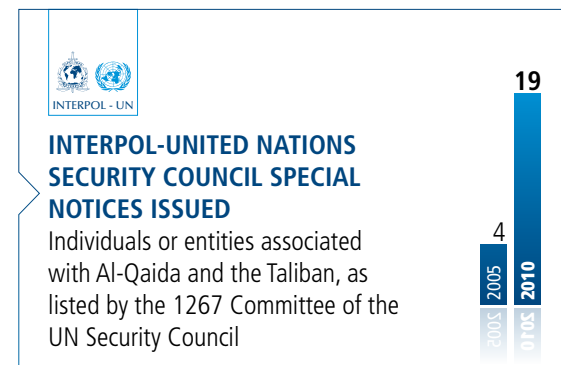 INTERPOL - UN
INTERPOL-UNITED NATIONS
SECURITY COUNCIL SPECIAL
NOTICES ISSUED
Individuals or entities associated
with Al-Qaida and the Taliban, as
listed by the 1267 Committee of the
UN Security Council
4
19
2005
2010